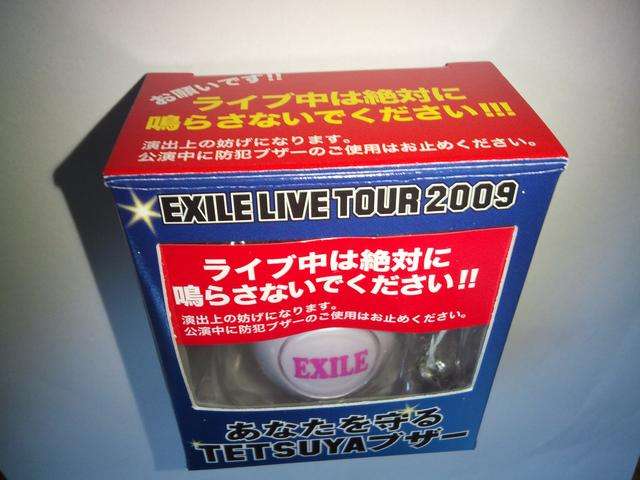 お願いです!!
ライブ中は絶対に
鳴らさないでください!!!
演出上の妨げになります。
公演中に防犯ブザーのご使用はお止めください。
EXILE LIVE TOUR 2009
ライブ中は絶対に
鳴らさないでください!!
演出上の妨げになります。
公演中に防犯ブザーのご使用はお止めください。
EXILE
あなたを守る
TETSUYAブザー